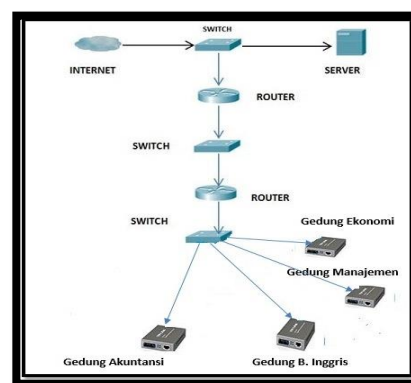 SWITCH
INTERNET
SERVER
ROUTER
SWITCH
ROUTER
SWITCH
Gedung Ekonomi
Gedung Manajemen
Gedung Akuntansi
Gedung B. Inggris